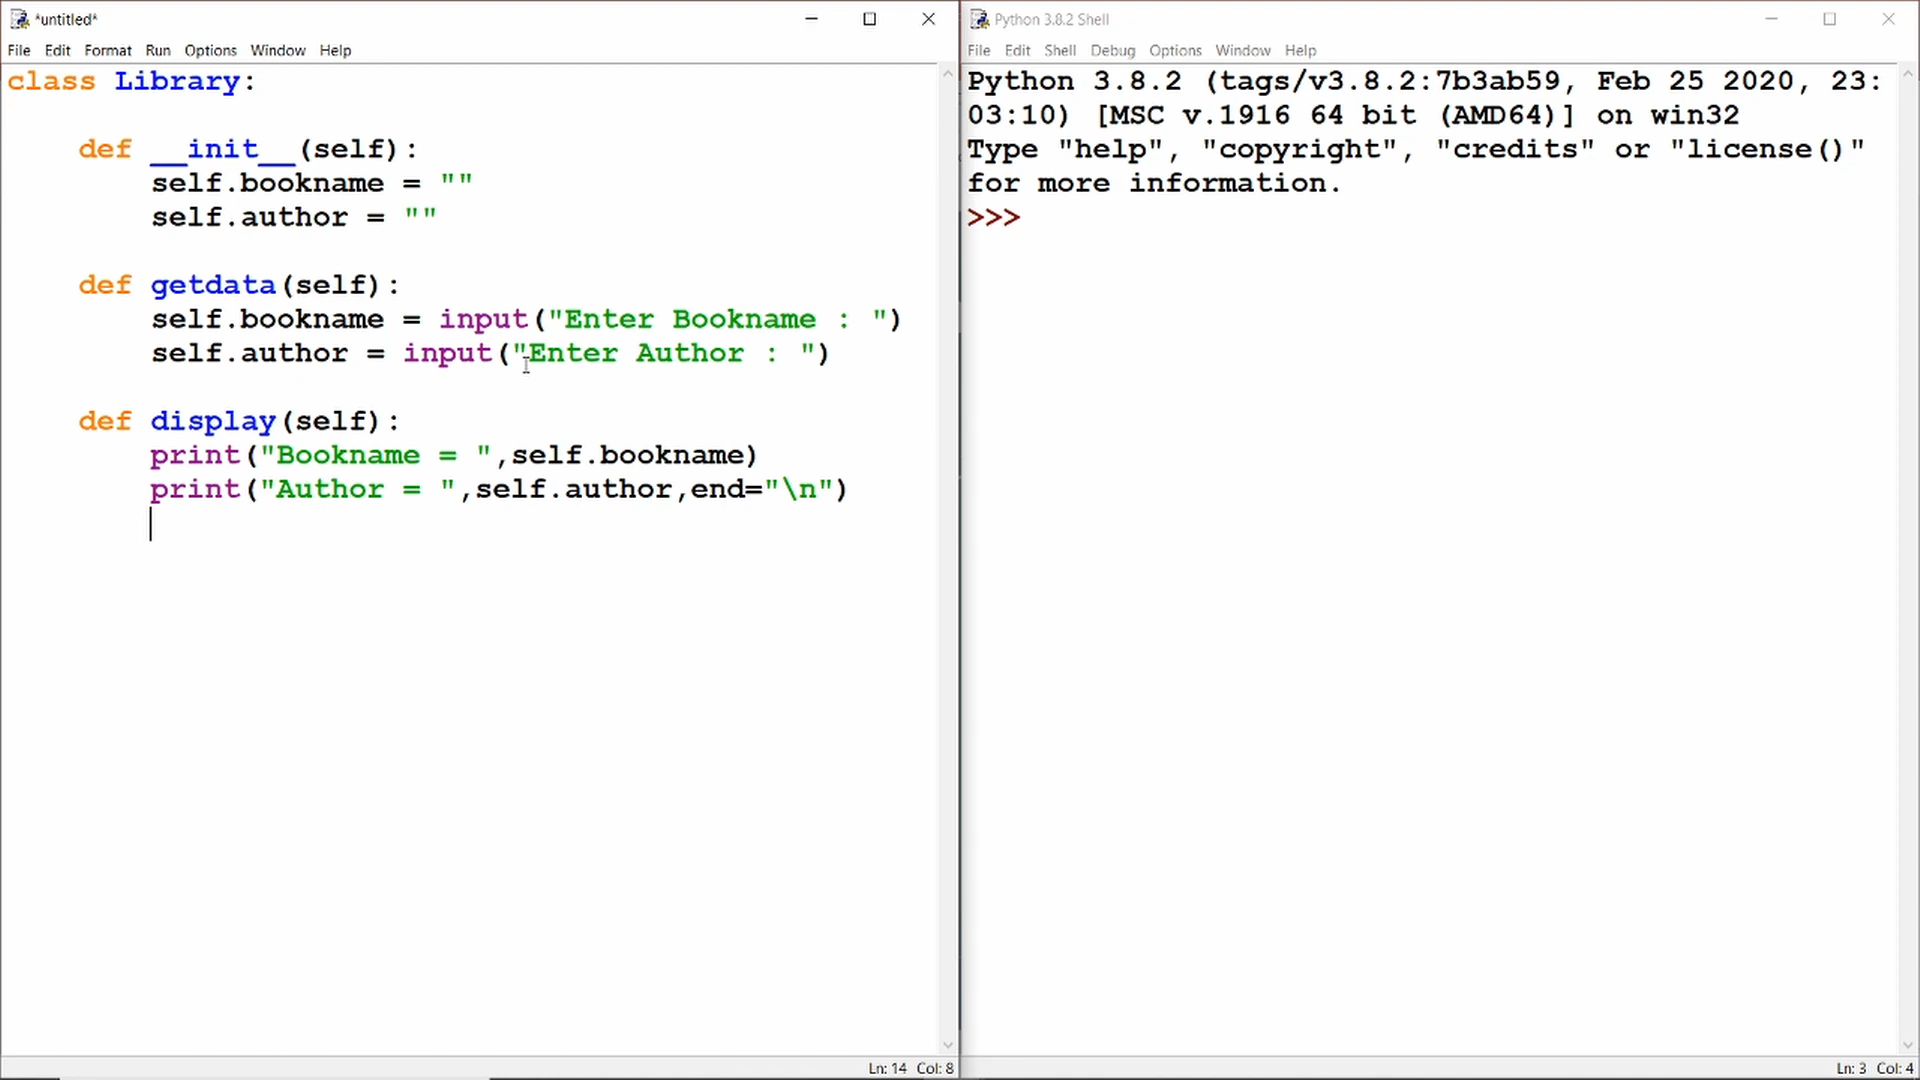 *untitled*
File Edit Format Run Options Window Help
class Library:
def __init__(self):
self.bookname = ""
self.author = ""
def getdata(self):
self.bookname = input("Enter Bookname : ")
self.author = input("Enter Author : ")
def display(self):
print("Bookname = ",self.bookname)
print("Author = ",self.author,end="\n")
Ln: 14 Col: 8
Python 3.8.2 Shell
File Edit Shell Debug Options Window Help
Python 3.8.2 (tags/v3.8.2:7b3ab59, Feb 25 2020, 23:
03:10) [MSC v.1916 64 bit (AMD64)] on win32
Type "help", "copyright", "credits" or "license()"
for more information.
>>>
Ln: 3 Col: 4